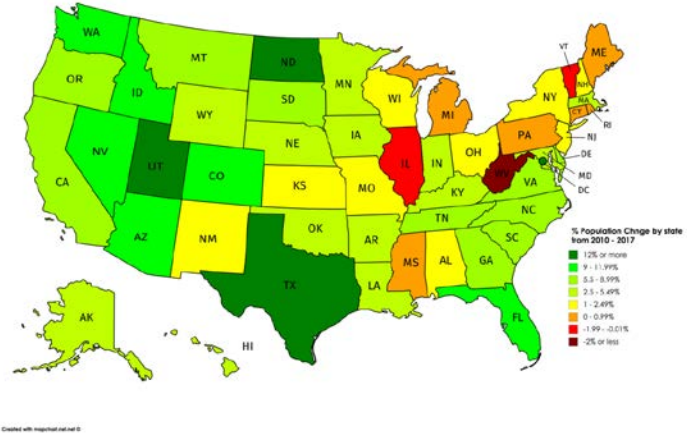 WA
MT
ND
MN
VT
ME
OR
ID
SD
WI
MI
NY
NH
MA
CT
RI
WY
NE
IA
PA
NJ
NV
UT
CO
KS
MO
IL
IN
OH
WV
DE
MD
DC
CA
KY
VA
AZ
NM
OK
AR
TN
NC
SC
TX
LA
MS
AL
GA
FL
AK
HI
% Population Chnge by state
from 2010 - 2017
12% or more
9 - 11.99%
5.5 - 8.99%
2.5 - 5.49%
1 - 2.49%
0 - 0.99%
-1.99 - -0.01%
-2% or less
Created with mapchart.net.net ©